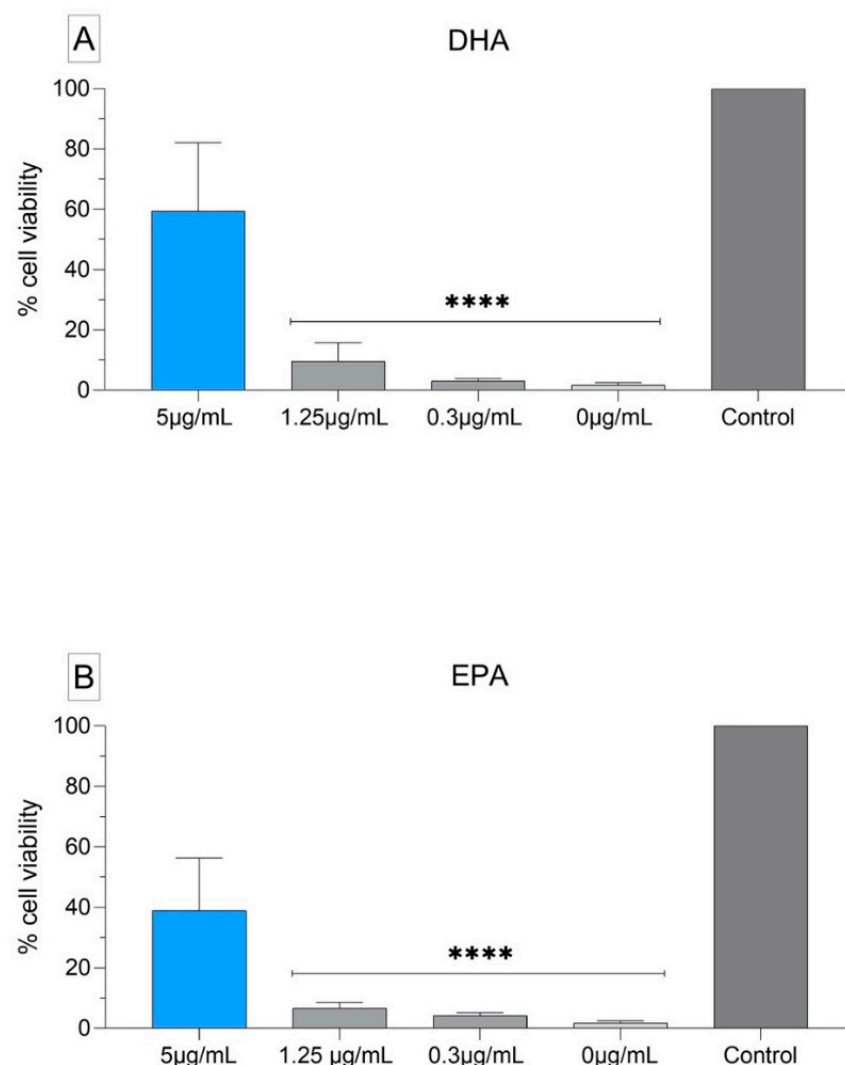 A
DHA
% cell viability
100
80
60
40
20
0
****
5µg/mL
1.25µg/mL
0.3µg/mL
0µg/mL
Control
B
EPA
% cell viability
100
80
60
40
20
0
****
5µg/mL
1.25 µg/mL
0.3µg/mL
0µg/mL
Control